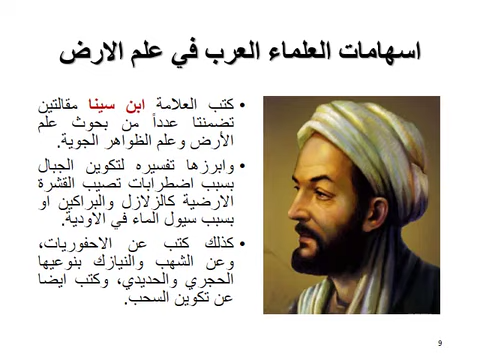 اسهامات العلماء العرب في علم الارض
• كتب العلامة ابن سينا مقالتين
تضمنتا عدداً من بحوث علم
الأرض وعلم الظواهر الجوية.
• وابرزها تفسيره لتكوين الجبال
بسبب اضطرابات تصيب القشرة
الارضية كالزلازل والبراكين او
بسبب سيول الماء في الاودية.
• كذلك كتب عن الاحفوريات،
وعن الشهب والنيازك بنوعيها
الحجري والحديدي، وكتب ايضا
عن تكوين السحب.
9